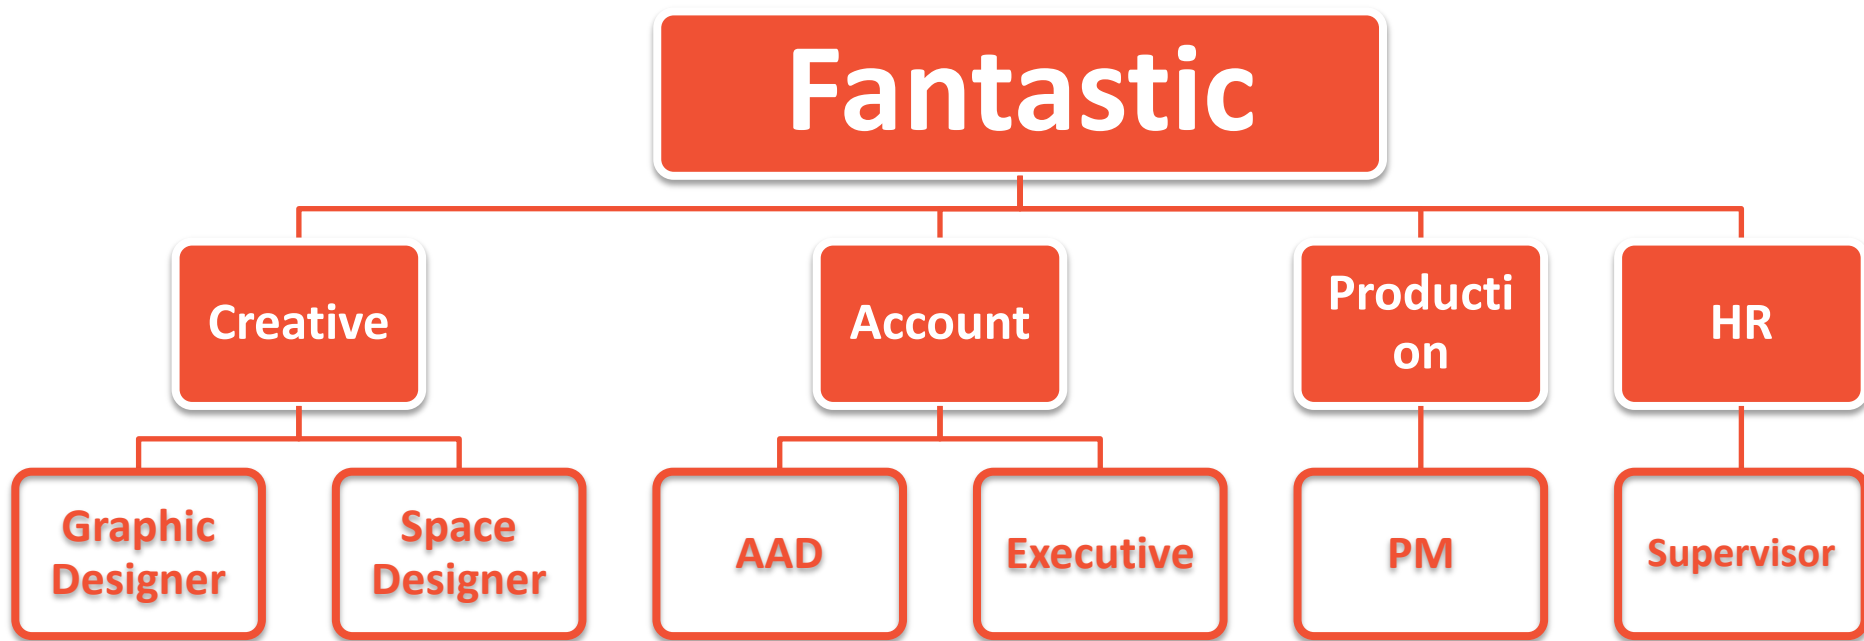 Fantastic
Creative
Account
Producti
on
HR
Graphic
Designer
Space
Designer
AAD
Executive
PM
Supervisor